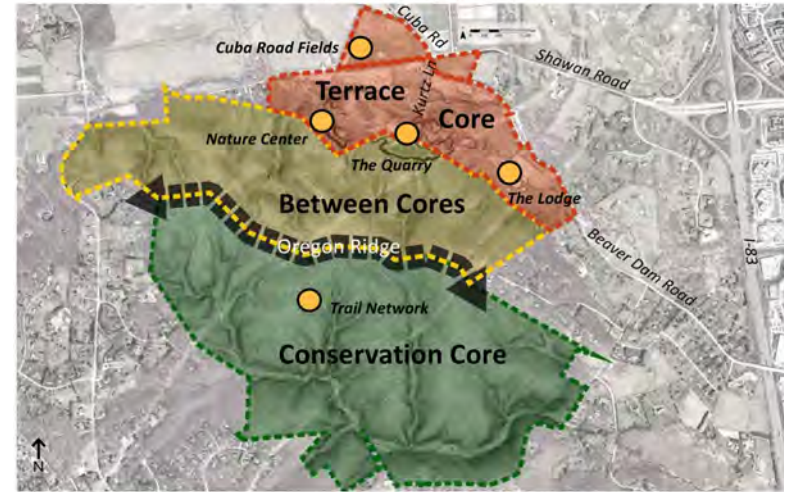 Cuba Rd
Cuba Road Fields
Shawan Road
Kurtz Ln
Terrace
Core
Nature Center
The Quarry
The Lodge
Between Cores
Beaver Dam Road
I-83
Oregon Ridge
Trail Network
Conservation Core
N